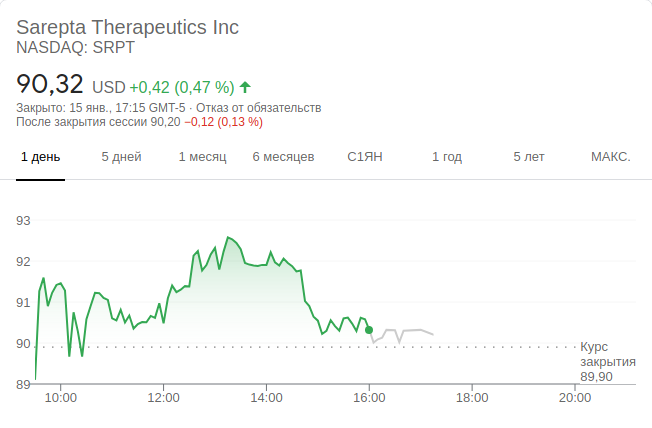 Sarepta Therapeutics Inc
NASDAQ: SRPT
90,32 USD +0,42 (0,47 %)
Закрыто: 15 янв., 17:15 GMT-5 · Отказ от обязательств
После закрытия сессии 90,20 −0,12 (0,13 %)
1 день 5 дней 1 месяц 6 месяцев С1ЯН 1 год 5 лет МАКС.
93
92
91
90
89
Курс
закрытия
89,90
10:00 12:00 14:00 16:00 18:00 20:00